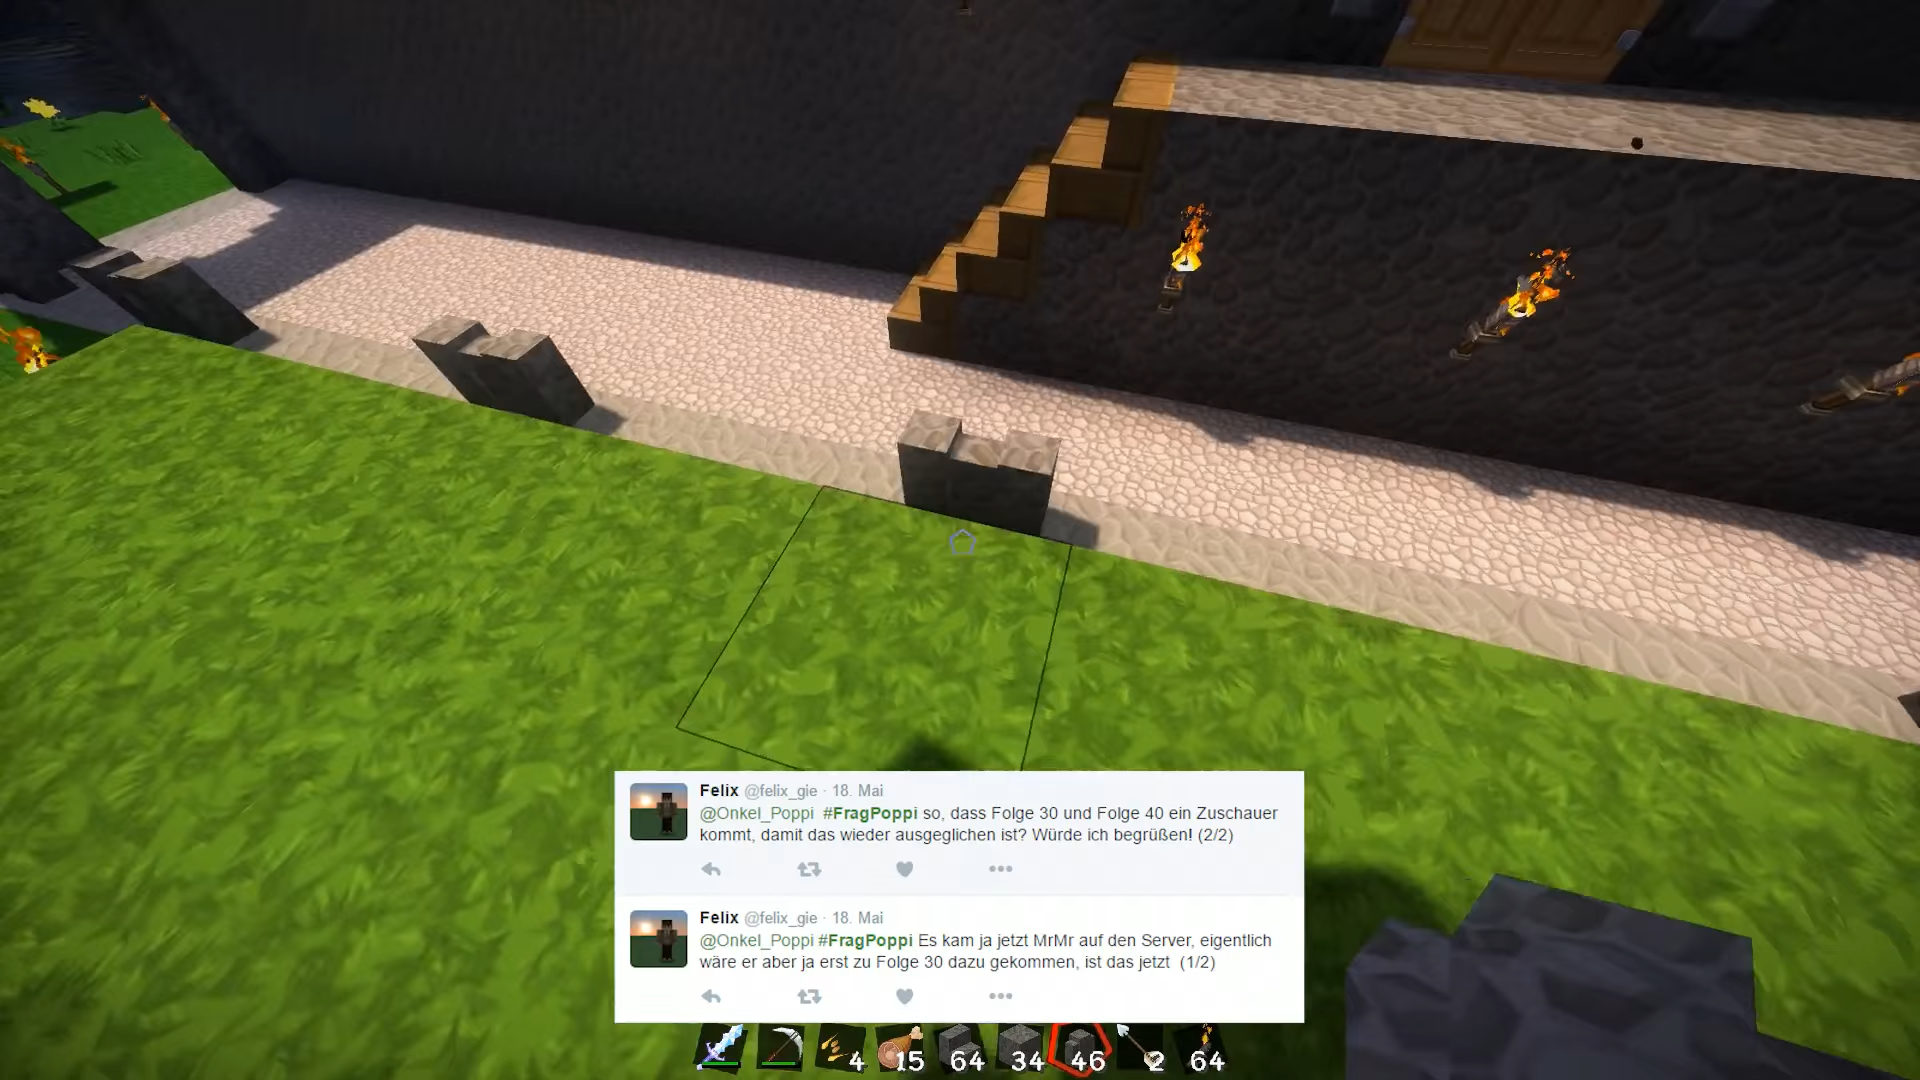 Felix @felix_gie · 18. Mai
@Onkel_Poppi #FragPoppi so, dass Folge 30 und Folge 40 ein Zuschauer
kommt, damit das wieder ausgeglichen ist? Würde ich begrüßen! (2/2)
Felix @felix_gie · 18. Mai
@Onkel_Poppi #FragPoppi Es kam ja jetzt MrMr auf den Server, eigentlich
wäre er aber ja erst zu Folge 30 dazu gekommen, ist das jetzt (1/2)
4 15 64 34 46 2 64